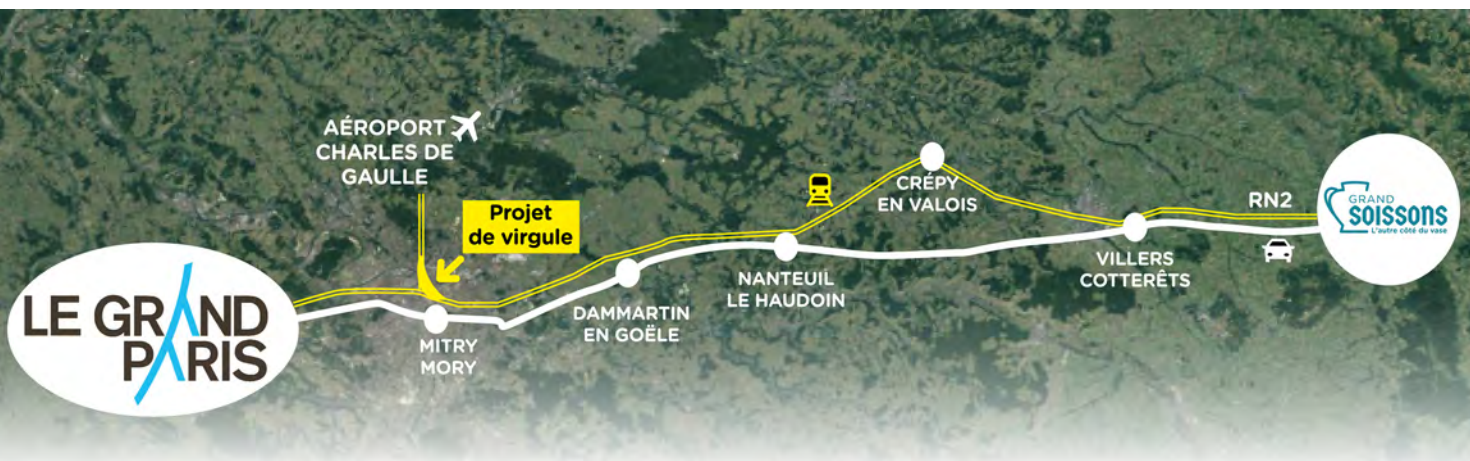 AÉROPORT
CHARLES DE
GAULLE
Projet
de virgule
LE GRAND
PARIS
MITRY
MORY
DAMMARTIN
EN GOËLE
NANTEUIL
LE HAUDOIN
CRÉPY
EN VALOIS
VILLERS
COTTERÊTS
RN2
GRAND
SOISSONS
L'autre côté du vase